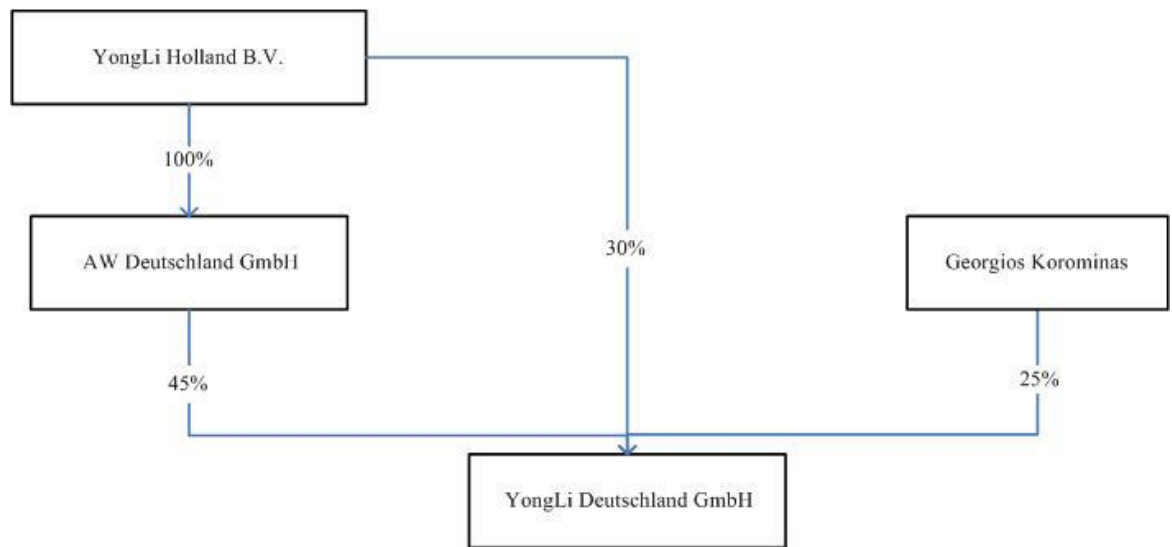 YongLi Holland B.V.
100%
AW Deutschland GmbH
30%
Georgios Korominas
45%
25%
YongLi Deutschland GmbH